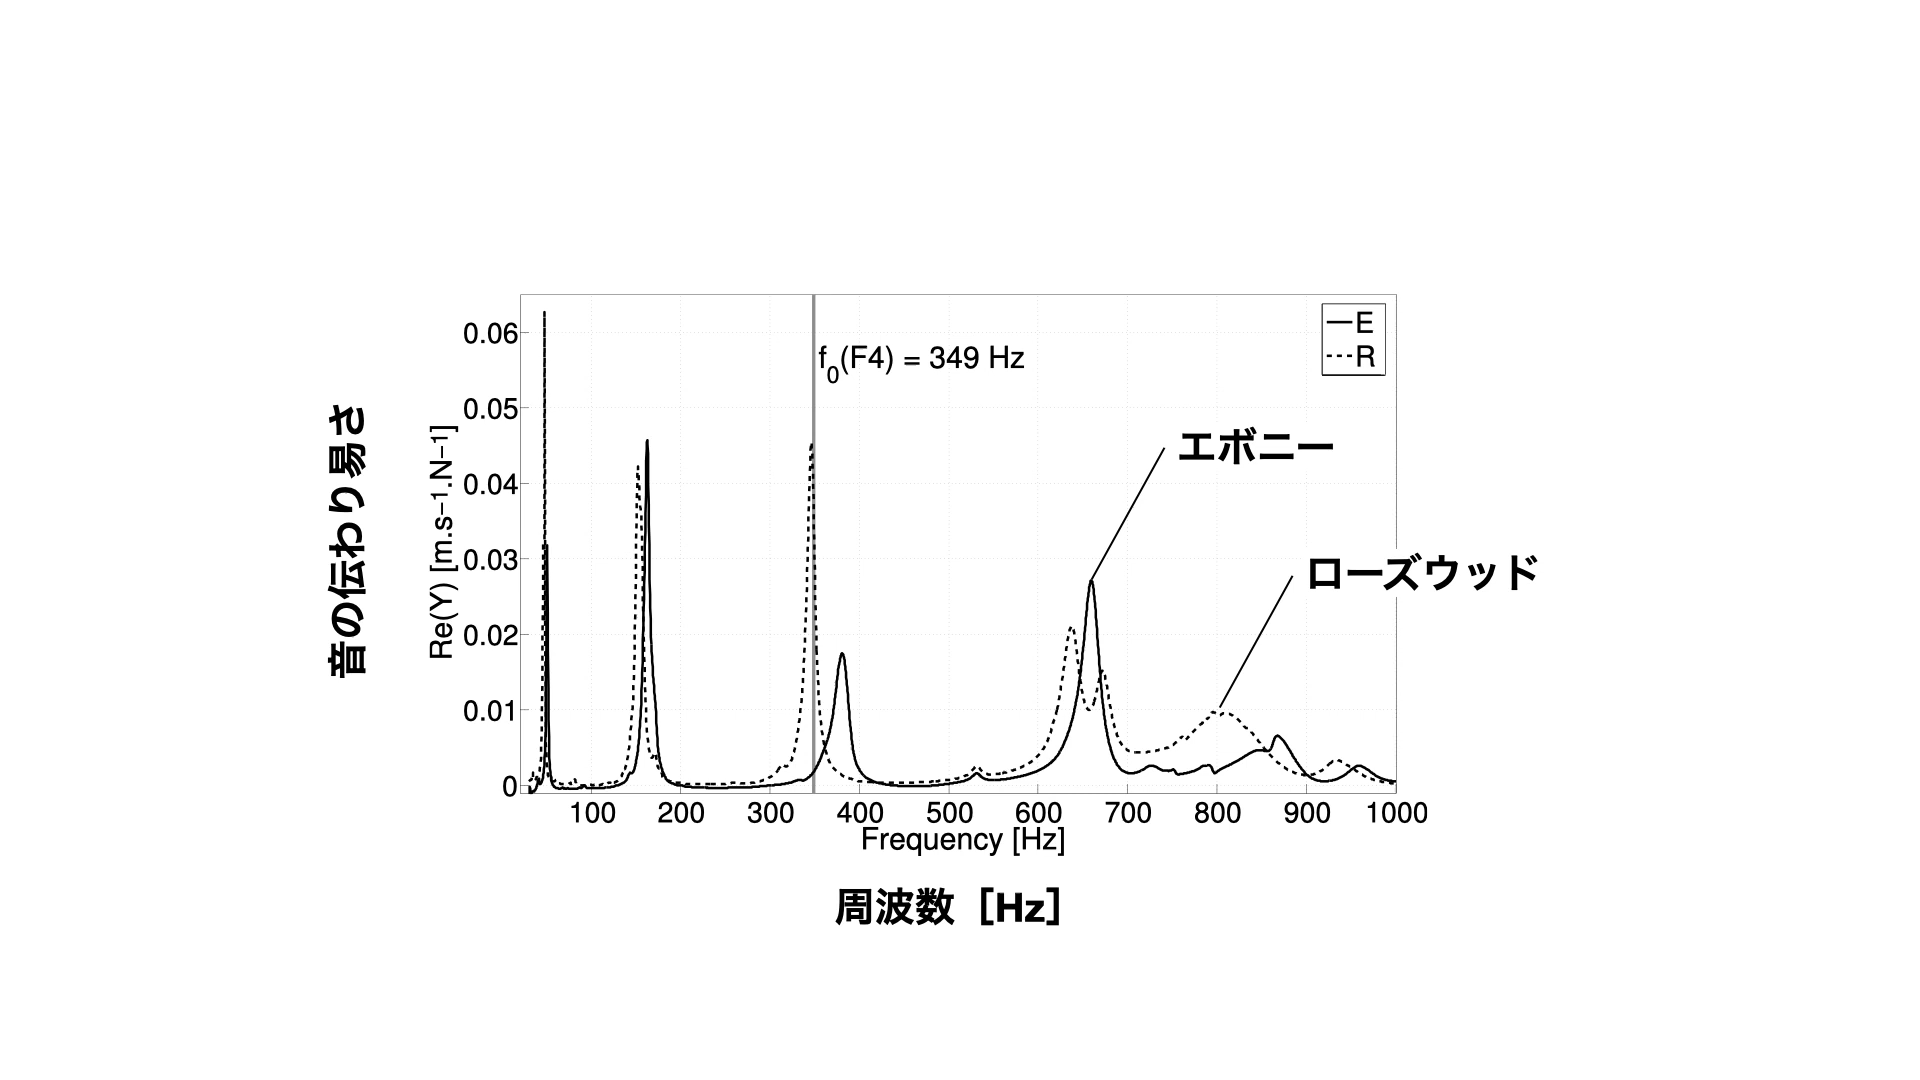 E
R
f0(F4) = 349 Hz
エボニー
ローズウッド
音の伝わり易さ
Re(Y) [m.s−1.N−1]
0.06
0.05
0.04
0.03
0.02
0.01
0
100 200 300 400 500 600 700 800 900 1000
Frequency [Hz]
周波数［Hz］